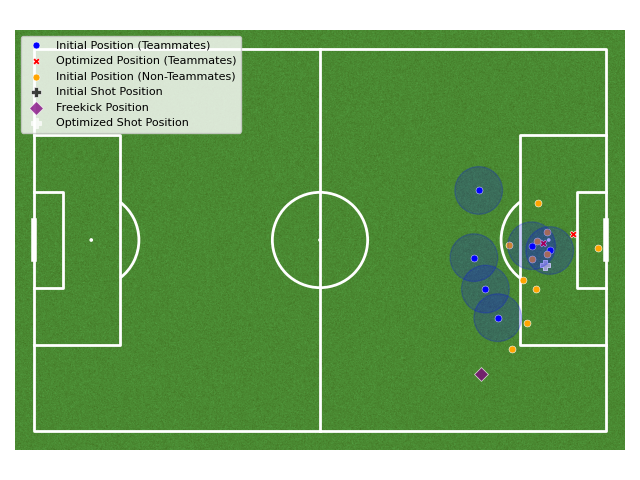 Initial Position (Teammates)
Optimized Position (Teammates)
Initial Position (Non-Teammates)
Initial Shot Position
Freekick Position
Optimized Shot Position